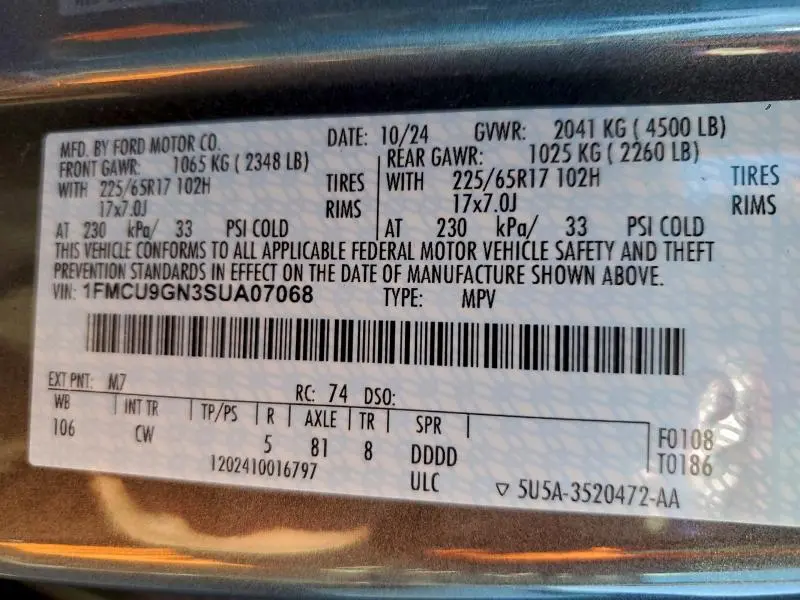 MFD. BY FORD MOTOR CO. DATE: 10/24 GVWR: 2041 KG ( 4500 LB)
FRONT GAWR: 1065 KG ( 2348 LB) REAR GAWR: 1025 KG ( 2260 LB)
WITH 225/65R17 102H TIRES WITH 225/65R17 102H TIRES
17x7.0J RIMS 17x7.0J RIMS
AT 230 kPa/ 33 PSI COLD AT 230 kPa/ 33 PSI COLD
THIS VEHICLE CONFORMS TO ALL APPLICABLE FEDERAL MOTOR VEHICLE SAFETY AND THEFT
PREVENTION STANDARDS IN EFFECT ON THE DATE OF MANUFACTURE SHOWN ABOVE.
VIN: 1FMCU9GN3SUA07068 TYPE: MPV
EXT PNT: M7 RC: 74 DSO:
WB INT TR TP/PS R AXLE TR SPR F0108
106 CW 5 81 8 DDDD T0186
1202410016797 ULC ▽ 5U5A-3520472-AA